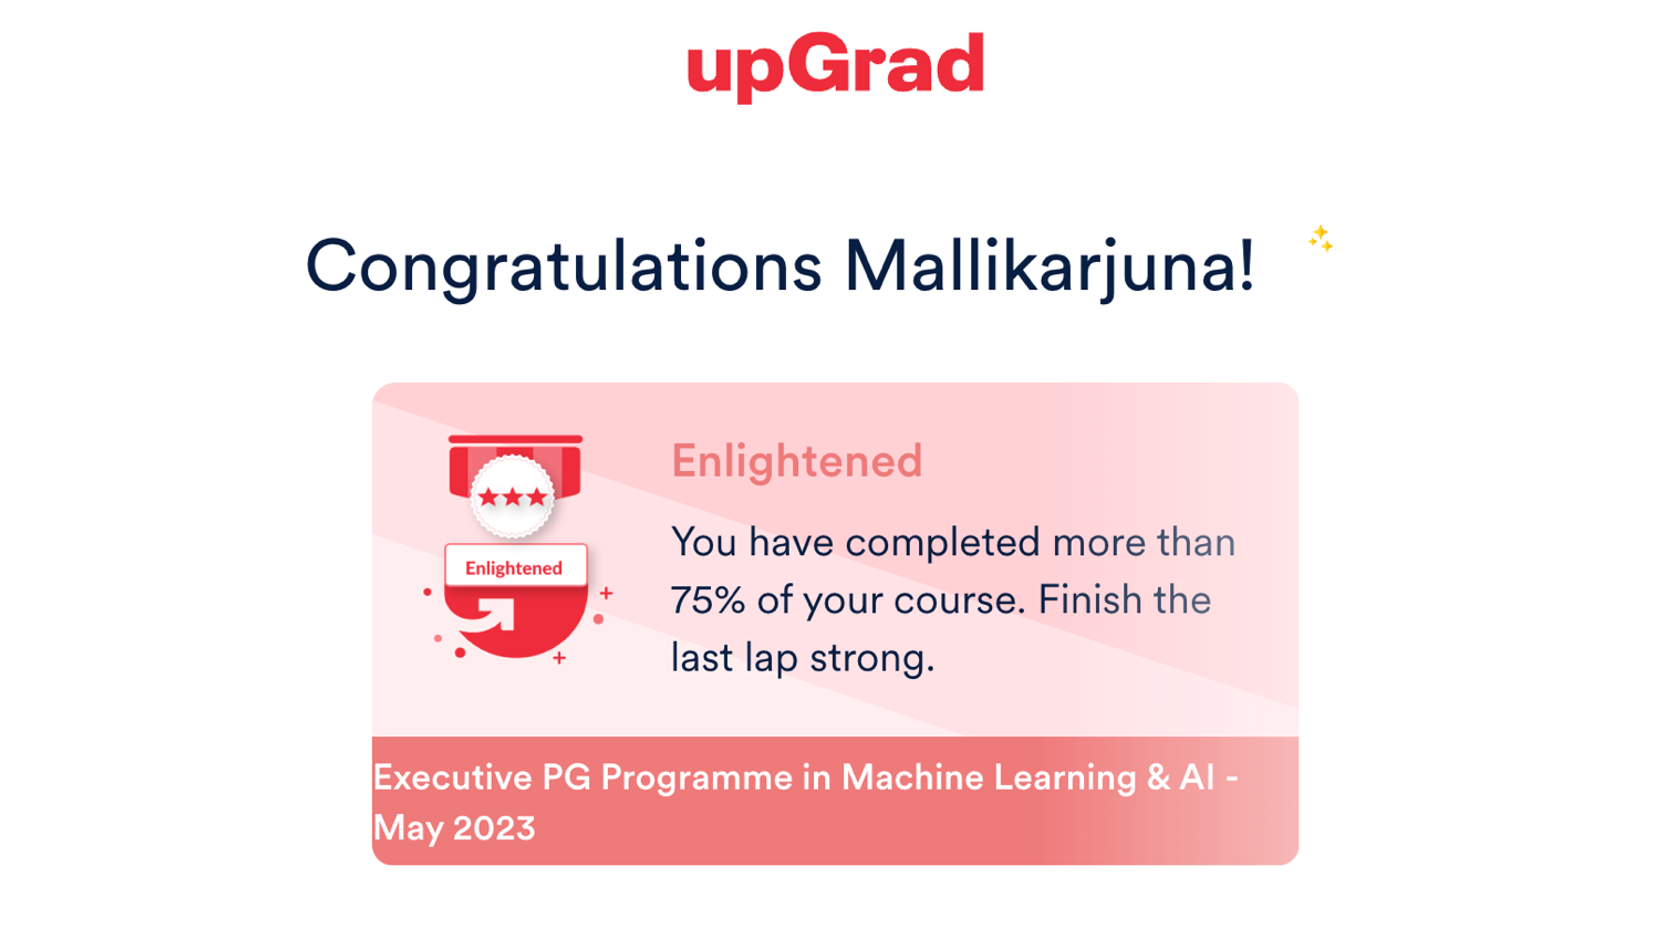 upGrad
Congratulations Mallikarjuna!
Enlightened
Enlightened
You have completed more than
75% of your course. Finish the
last lap strong.
Executive PG Programme in Machine Learning & AI -
May 2023